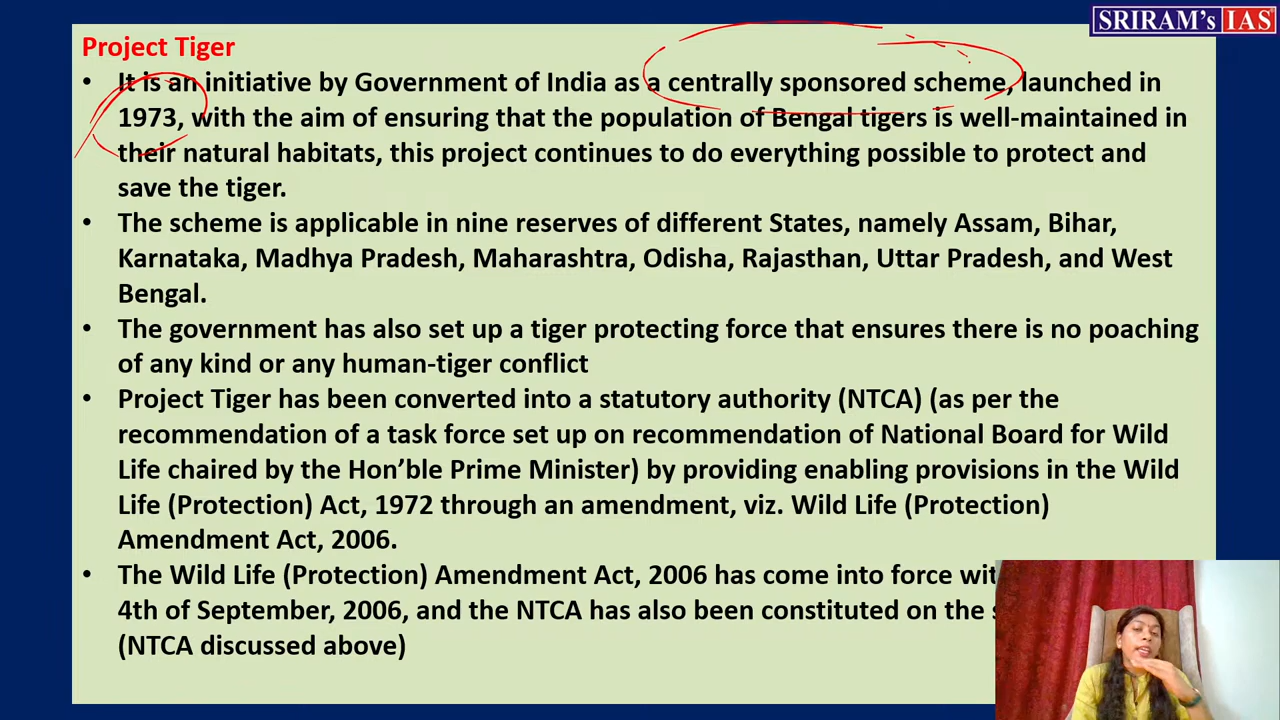 SRIRAM's IAS
Project Tiger
• It is an initiative by Government of India as a centrally sponsored scheme, launched in
1973, with the aim of ensuring that the population of Bengal tigers is well-maintained in
their natural habitats, this project continues to do everything possible to protect and
save the tiger.
• The scheme is applicable in nine reserves of different States, namely Assam, Bihar,
Karnataka, Madhya Pradesh, Maharashtra, Odisha, Rajasthan, Uttar Pradesh, and West
Bengal.
• The government has also set up a tiger protecting force that ensures there is no poaching
of any kind or any human-tiger conflict
• Project Tiger has been converted into a statutory authority (NTCA) (as per the
recommendation of a task force set up on recommendation of National Board for Wild
Life chaired by the Hon’ble Prime Minister) by providing enabling provisions in the Wild
Life (Protection) Act, 1972 through an amendment, viz. Wild Life (Protection)
Amendment Act, 2006.
• The Wild Life (Protection) Amendment Act, 2006 has come into force
4th of September, 2006, and the NTCA has also been constituted on the
(NTCA discussed above)